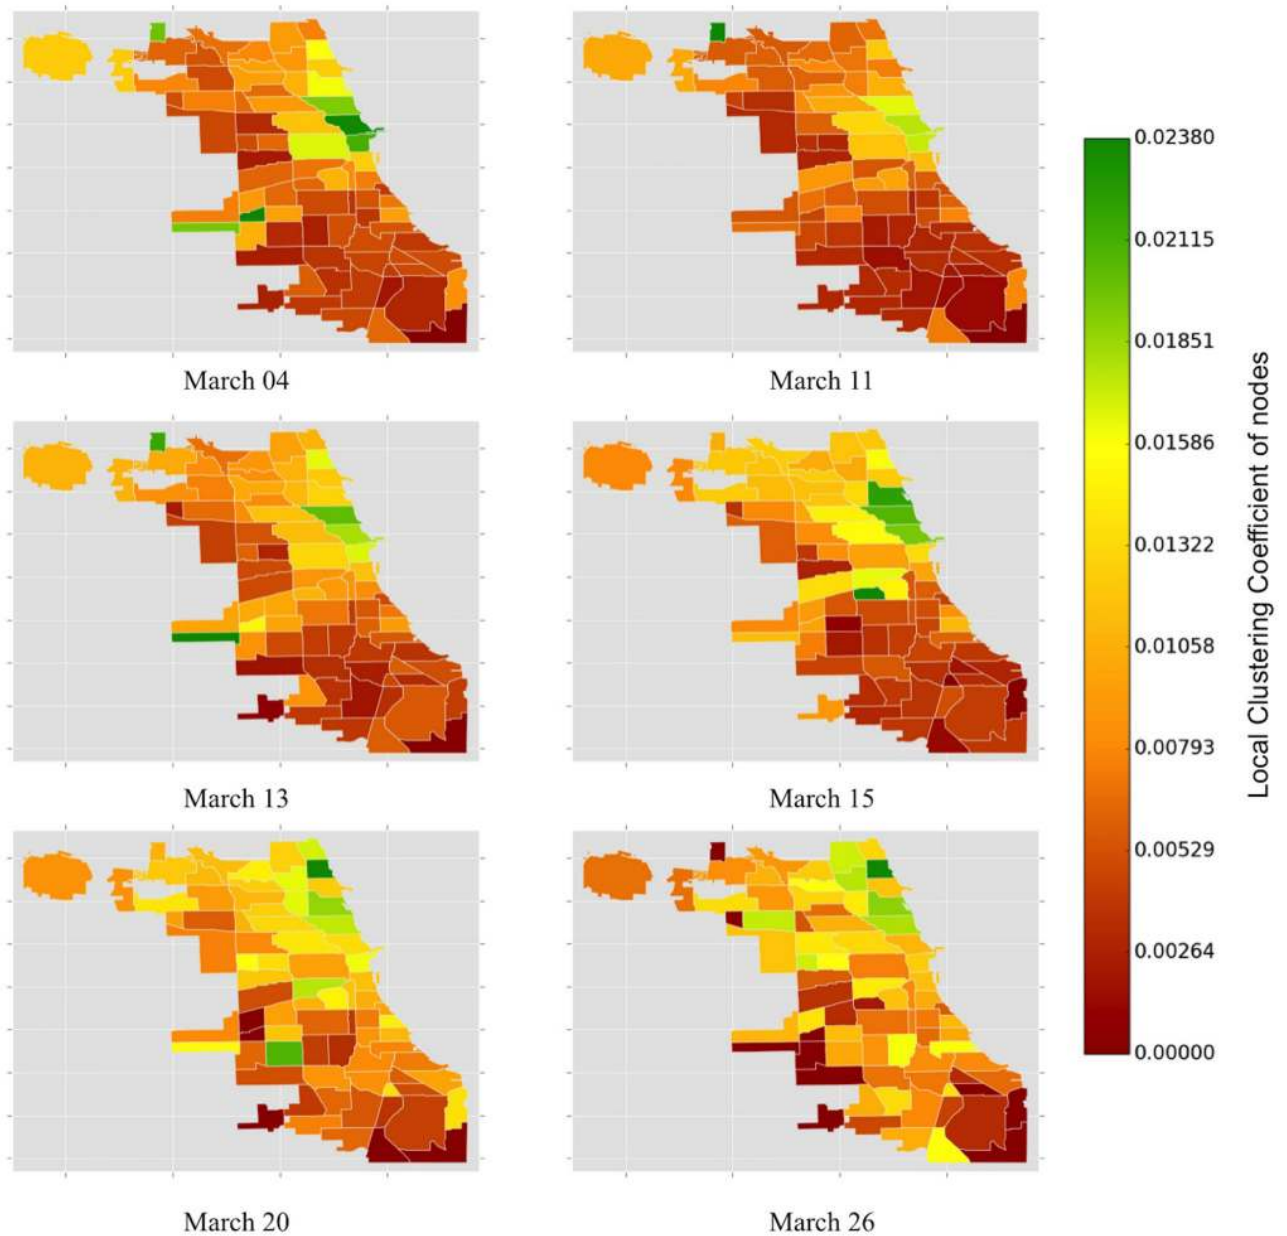 March 04
March 11
March 13
March 15
March 20
March 26
0.02380
0.02115
0.01851
0.01586
0.01322
0.01058
0.00793
0.00529
0.00264
0.00000
Local Clustering Coefficient of nodes